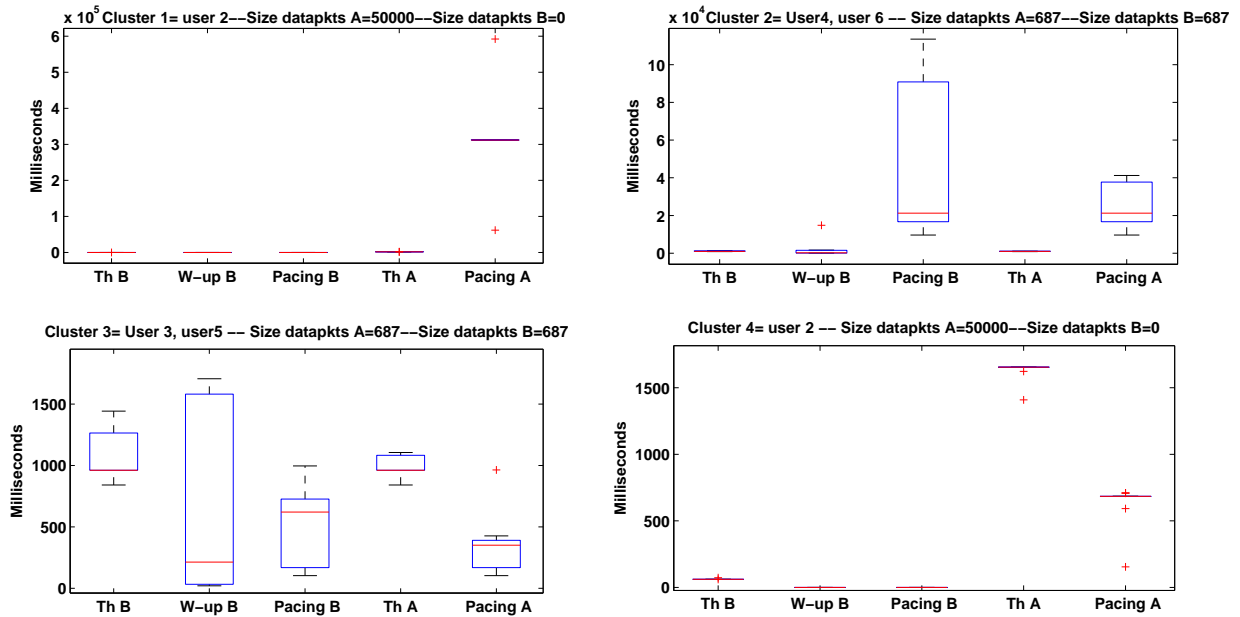 x 10^5 Cluster 1= user 2−−Size datapkts A=50000−−Size datapkts B=0
6
5
4
3
2
1
0
Milliseconds
Th B W−up B Pacing B Th A Pacing A
x 10^4 Cluster 2= User4, user 6 −− Size datapkts A=687−−Size datapkts B=687
10
8
6
4
2
0
Milliseconds
Th B W−up B Pacing B Th A Pacing A
Cluster 3= User 3, user5 −− Size datapkts A=687−−Size datapkts B=687
1500
1000
500
0
Milliseconds
Th B W−up B Pacing B Th A Pacing A
Cluster 4= user 2 −− Size datapkts A=50000−−Size datapkts B=0
1500
1000
500
0
Milliseconds
Th B W−up B Pacing B Th A Pacing A